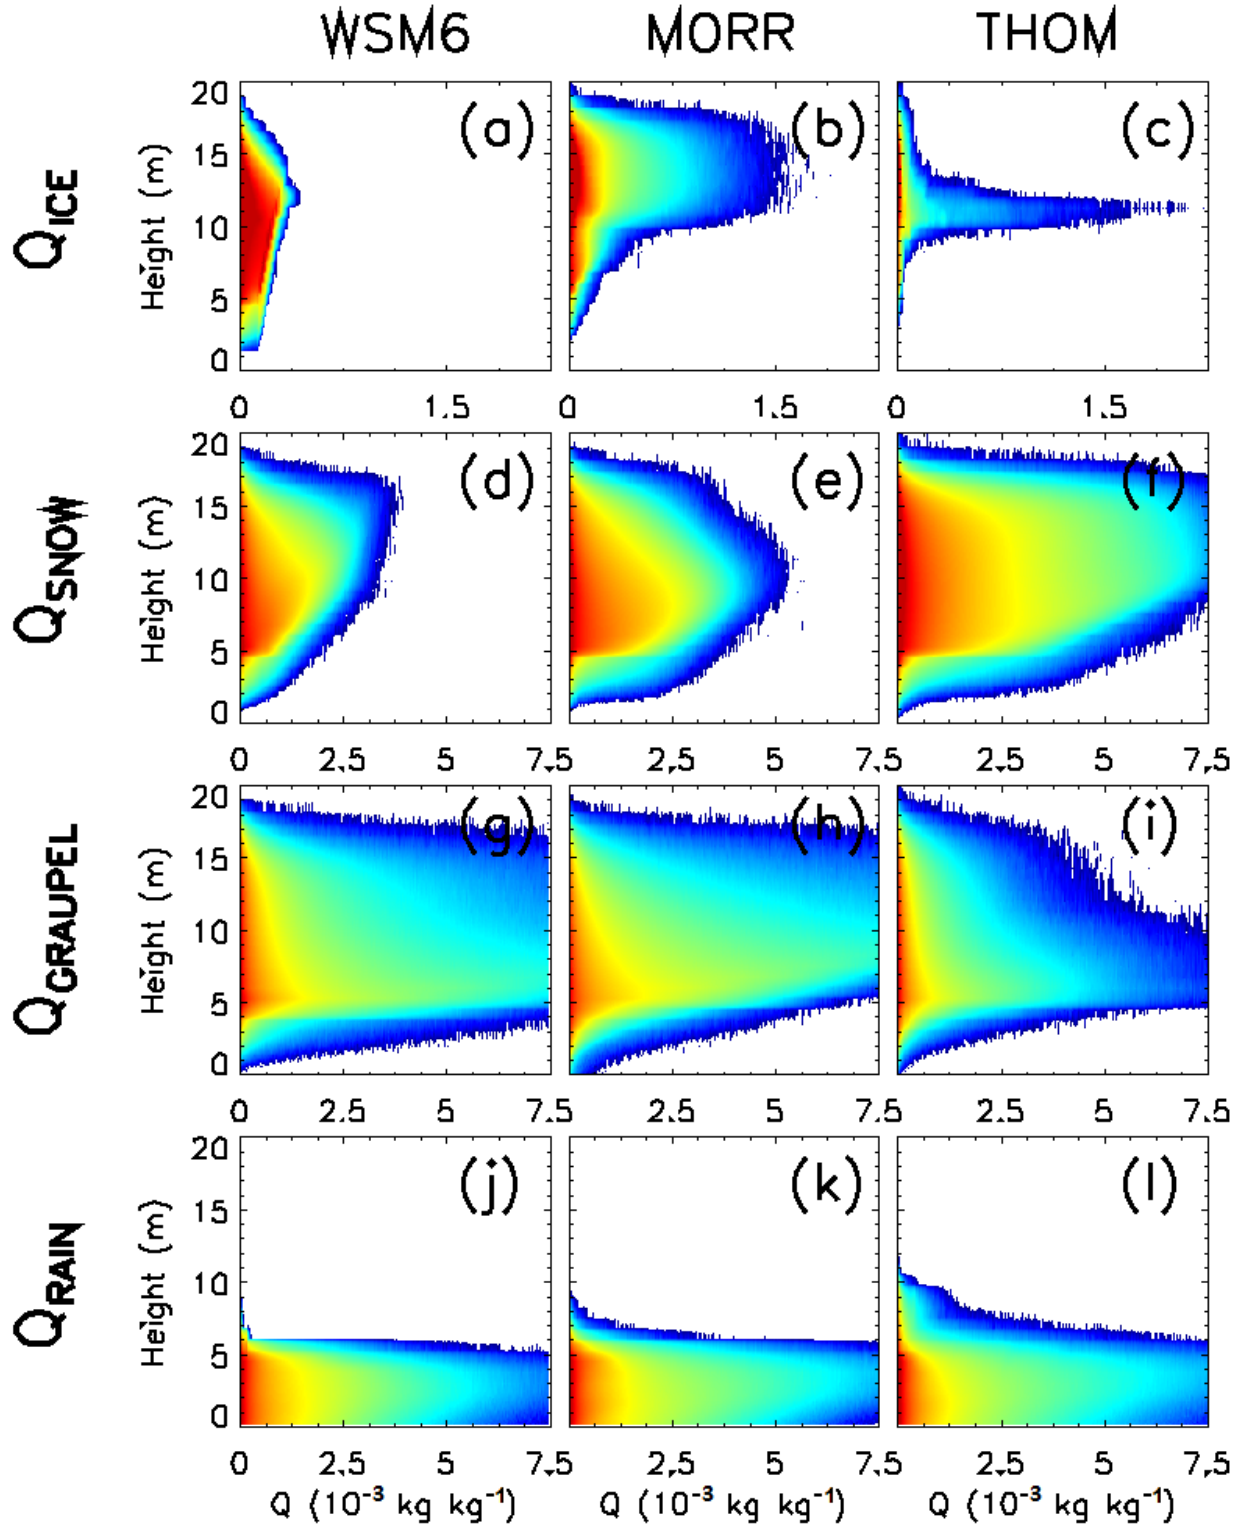 WSM6 MORR THOM
Q ICE
Height (m)
20
15
10
5
0
(a) (b) (c)
0 1.5 0 1.5 0 1.5
Q SNOW
Height (m)
20
15
10
5
0
(d) (e) (f)
0 2.5 5 7.5 2.5 5 7.5 2.5 5 7.5
Q GRAUPEL
Height (m)
20
15
10
5
0
(g) (h) (i)
0 2.5 5 7.5 2.5 5 7.5 2.5 5 7.5
Q RAIN
Height (m)
20
15
10
5
0
(j) (k) (l)
0 2.5 5 7.5 2.5 5 7.5 2.5 5 7.5
Q (10⁻³ kg kg⁻¹) Q (10⁻³ kg kg⁻¹) Q (10⁻³ kg kg⁻¹)